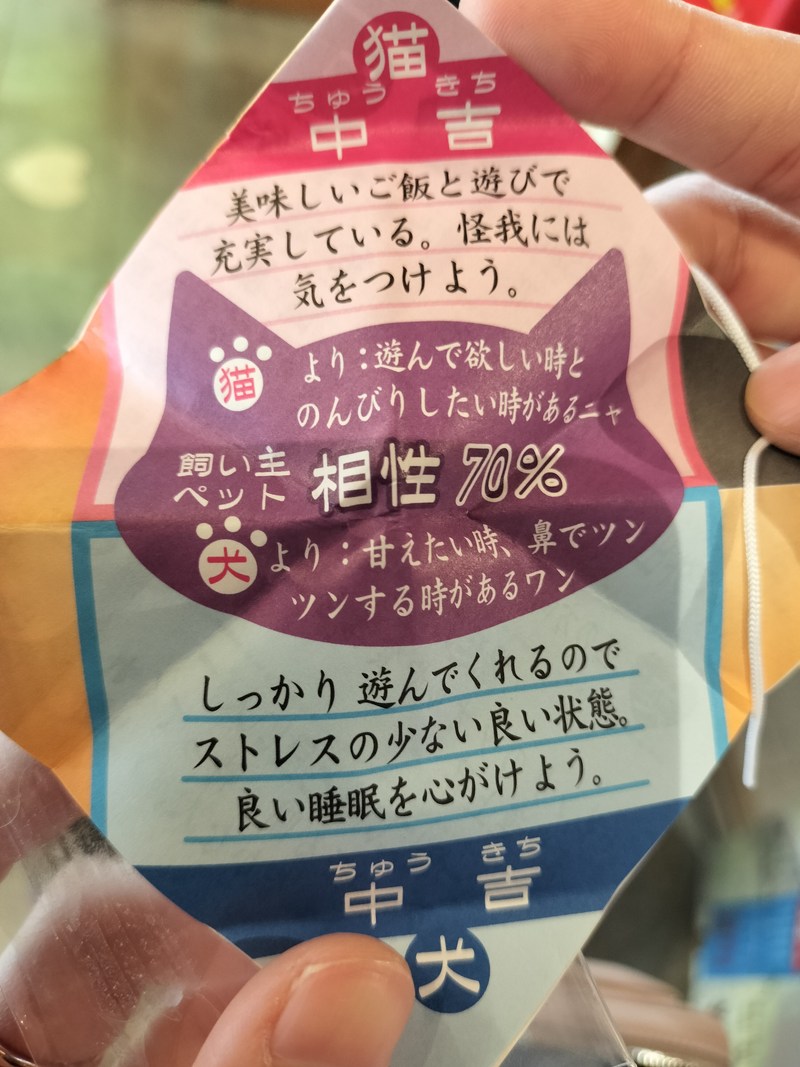 猫
ちゅう きち
中 吉
美味しいご飯と遊びで
充実している。怪我には
気をつけよう。
猫より：遊んで欲しい時と
のんびりしたい時があるニャ
飼い主
ペット
相性 70%
犬より：甘えたい時、鼻でツン
ツンする時があるワン
しっかり遊んでくれるので
ストレスの少ない良い状態。
良い睡眠を心がけよう。
ちゅう きち
中 吉
犬